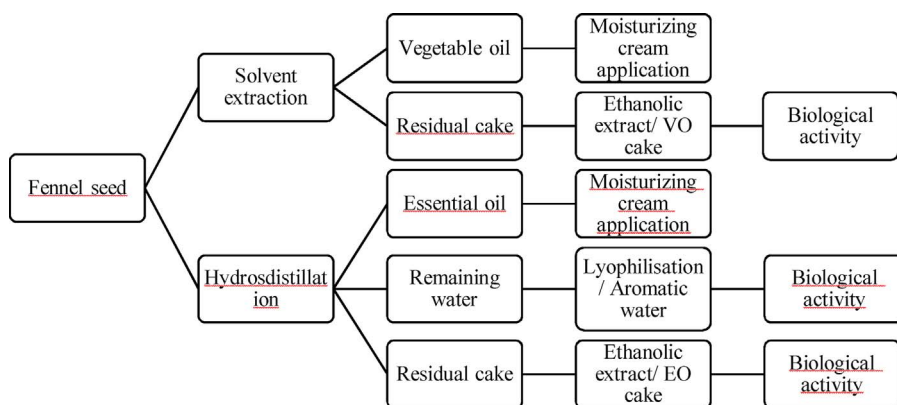 Vegetable oil
Moisturizing
cream
application
Solvent
extraction
Residual cake
Ethanolic
extract/ VO
cake
Biological
activity
Fennel seed
Essential oil
Moisturizing
cream
application
Hydrosdistillat
ion
Remaining
water
Lyophilisation
/ Aromatic
water
Biological
activity
Residual cake
Ethanolic
extract/ EO
cake
Biological
activity